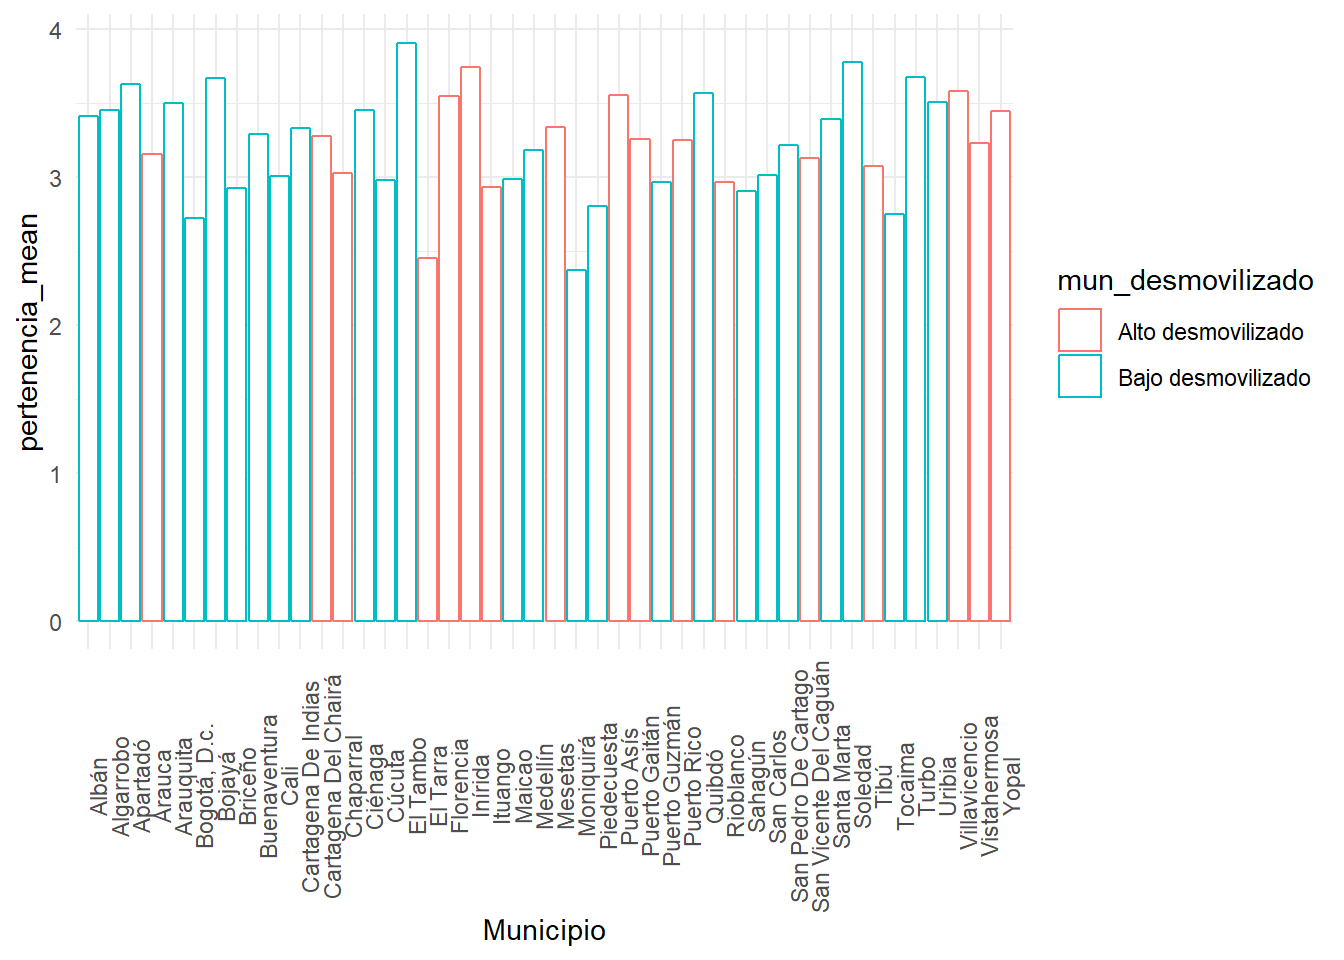 4
3
2
1
0
pertenencia_mean
Albán
Algarrobo
Apartadó
Arauca
Arauquita
Bogotá, D.c.
Bojayá
Briceño
Buenaventura
Cali
Cartagena De Indias
Cartagena Del Chairá
Chaparral
Ciénaga
Cúcuta
El Tambo
El Tarra
Florencia
Inírida
Ituango
Maicao
Medellín
Mesetas
Moniquirá
Piedecuesta
Puerto Asís
Puerto Gaitán
Puerto Guzmán
Puerto Rico
Quibdó
Rioblanco
Sahagún
San Carlos
San Pedro De Cartago
San Vicente Del Caguán
Santa Marta
Soledad
Tibú
Tocaima
Turbo
Uribia
Villavicencio
Vistahermosa
Yopal
Municipio
mun_desmovilizado
Alto desmovilizado
Bajo desmovilizado